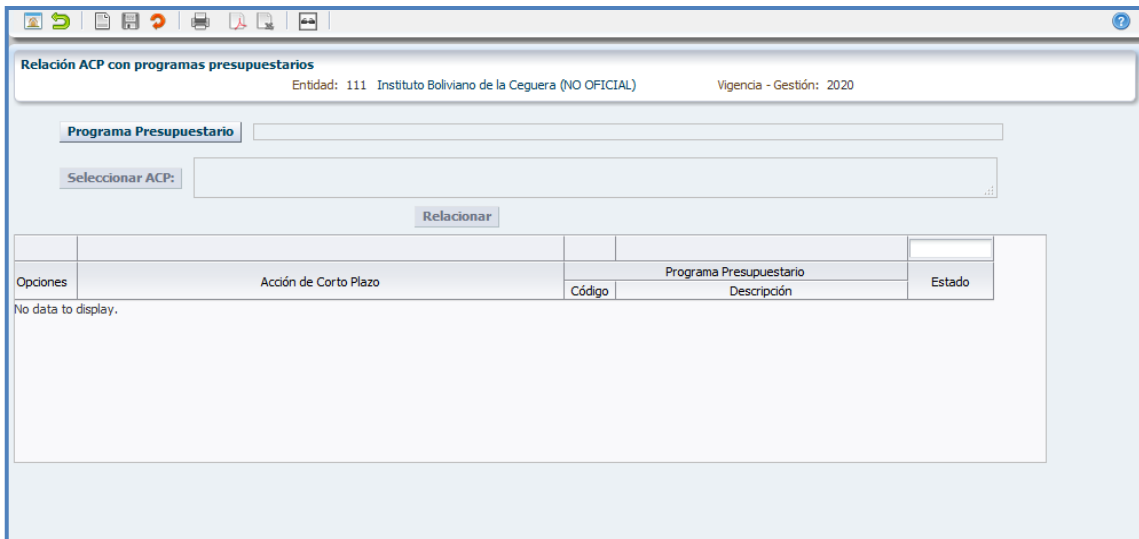 ?
Relación ACP con programas presupuestarios
Entidad: 111 Instituto Boliviano de la Ceguera (NO OFICIAL) Vigencia - Gestión: 2020
Programa Presupuestario
Seleccionar ACP:
Relacionar
Opciones Acción de Corto Plazo Programa Presupuestario Estado
Código Descripción
No data to display.